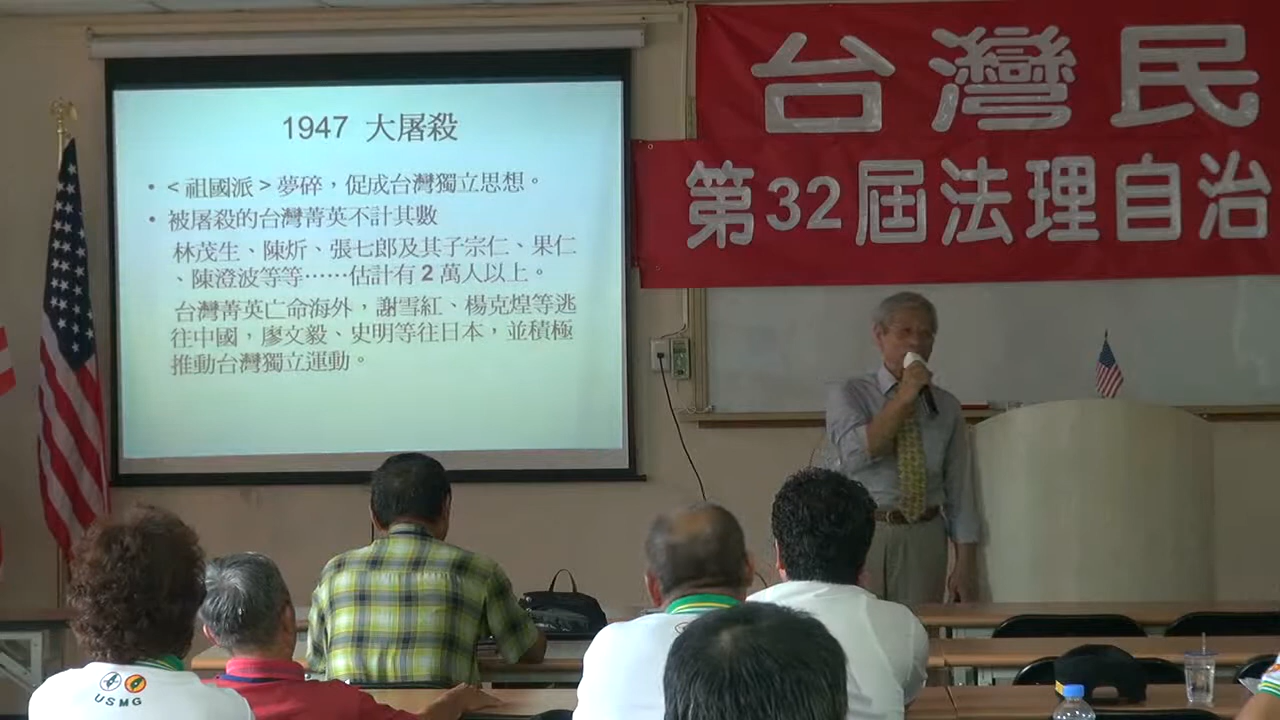 1947 大屠殺
• < 祖國派 > 夢碎，促成台灣獨立思想。
• 被屠殺的台灣菁英不計其數
林茂生、陳炘、張七郎及其子宗仁、果仁
、陳澄波等等……估計有 2 萬人以上。
台灣菁英亡命海外，謝雪紅、楊克煌等逃
往中國，廖文毅、史明等往日本，並積極
推動台灣獨立運動。
台灣民
第32屆法理自治
USMG